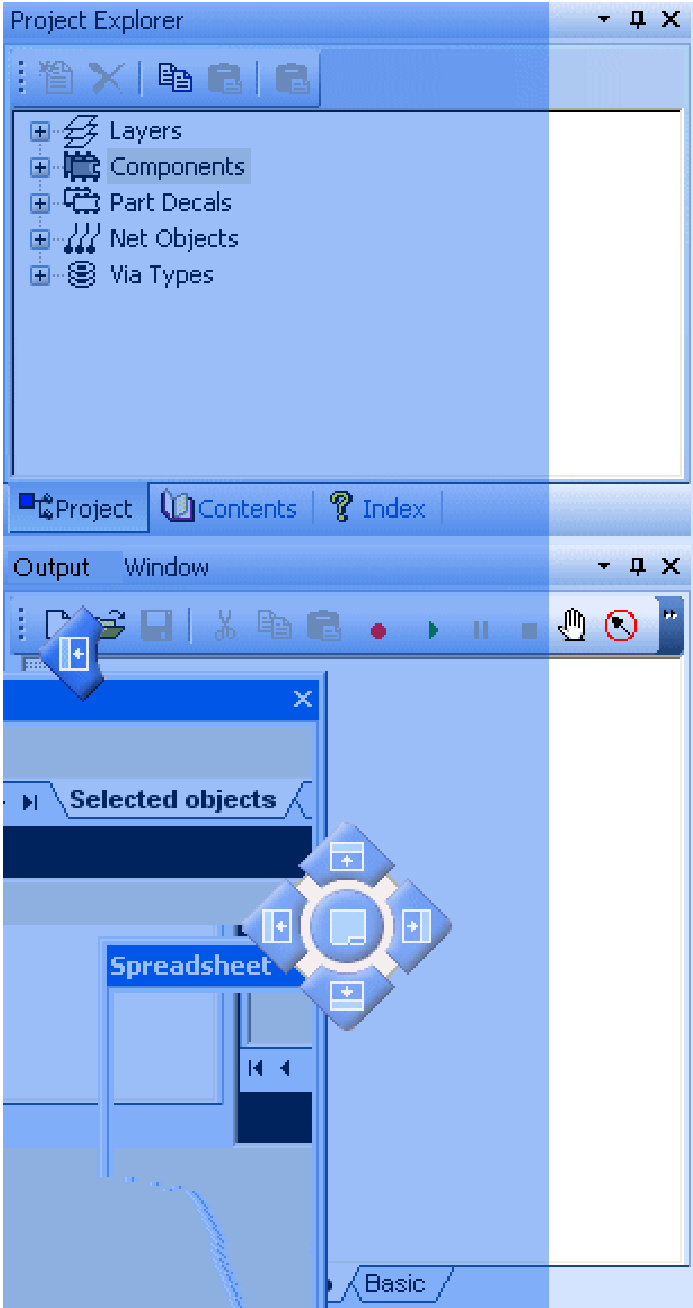 Project Explorer
Layers
Components
Part Decals
Net Objects
Via Types
Project Contents Index
Output Window
Selected objects
Spreadsheet
Basic